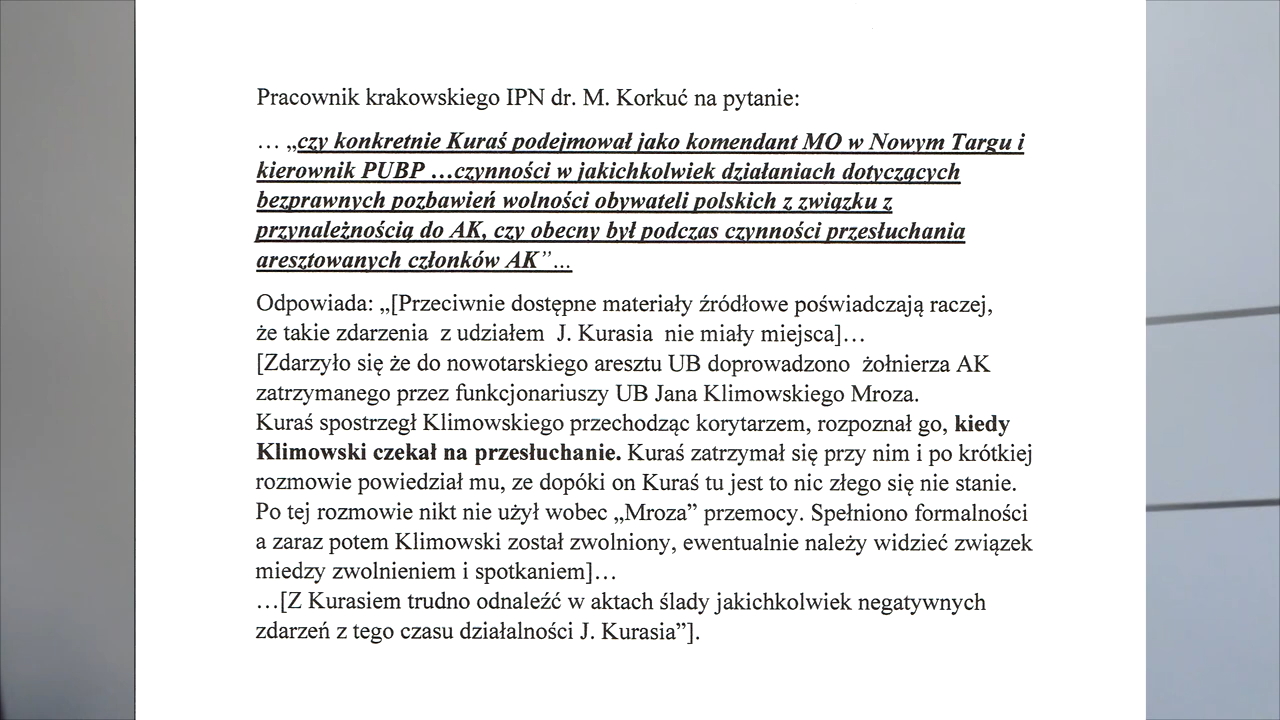 Pracownik krakowskiego IPN dr. M. Korkuć na pytanie:
… „czy konkretnie Kuraś podejmował jako komendant MO w Nowym Targu i
kierownik PUBP …czynności w jakichkolwiek działaniach dotyczących
bezprawnych pozbawień wolności obywateli polskich z związku z
przynależnością do AK, czy obecny był podczas czynności przesłuchania
aresztowanych członków AK”…
Odpowiada: „[Przeciwnie dostępne materiały źródłowe poświadczają raczej,
że takie zdarzenia z udziałem J. Kurasia nie miały miejsca]…
[Zdarzyło się że do nowotarskiego aresztu UB doprowadzono żołnierza AK
zatrzymanego przez funkcjonariuszy UB Jana Klimowskiego Mroza.
Kuraś spostrzegł Klimowskiego przechodząc korytarzem, rozpoznał go, kiedy
Klimowski czekał na przesłuchanie. Kuraś zatrzymał się przy nim i po krótkiej
rozmowie powiedział mu, ze dopóki on Kuraś tu jest to nic złego się nie stanie.
Po tej rozmowie nikt nie użył wobec „Mroza” przemocy. Spełniono formalności
a zaraz potem Klimowski został zwolniony, ewentualnie należy widzieć związek
miedzy zwolnieniem i spotkaniem]…
…[Z Kurasiem trudno odnaleźć w aktach ślady jakichkolwiek negatywnych
zdarzeń z tego czasu działalności J. Kurasia”].